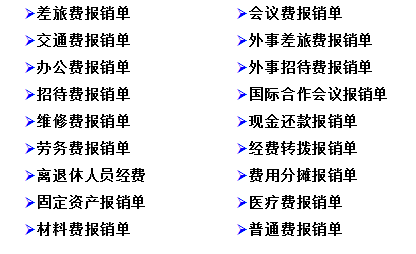 差旅费报销单 会议费报销单
交通费报销单 外事差旅费报销单
办公费报销单 外事招待费报销单
招待费报销单 国际合作会议报销单
维修费报销单 现金还款报销单
劳务费报销单 经费转拨报销单
离退休人员经费 费用分摊报销单
固定资产报销单 医疗费报销单
材料费报销单 普通费报销单